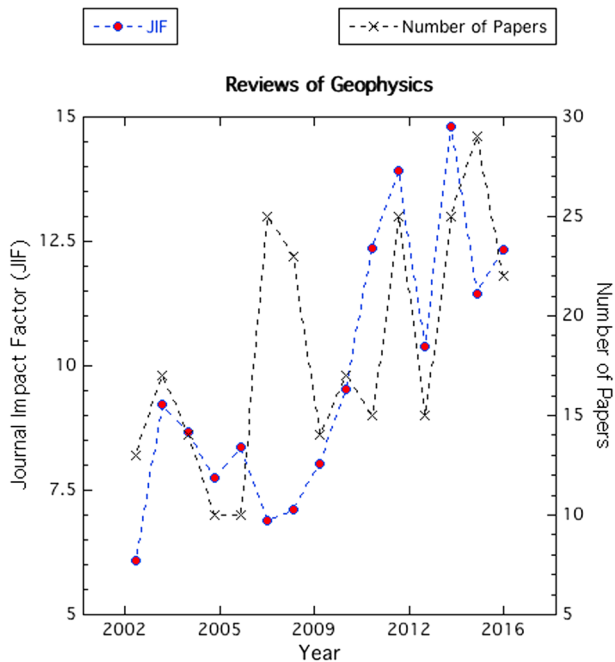 JIF
Number of Papers
Reviews of Geophysics
15
12.5
10
7.5
5
Journal Impact Factor (JIF)
30
25
20
15
10
5
Number of Papers
2002
2005
2009
2012
2016
Year